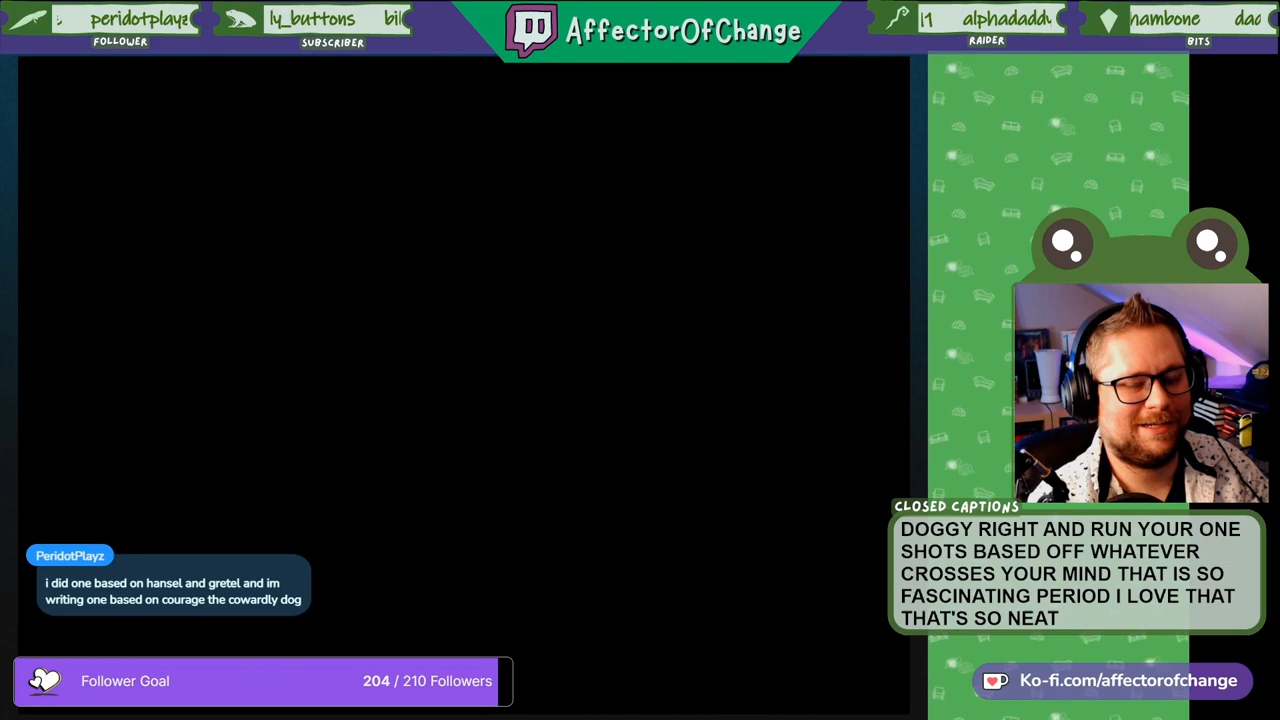 peridotplayz
FOLLOWER
ly_buttons
SUBSCRIBER
AffectorOfChange
alphadaddy
RAIDER
hambone
BITS
CLOSED CAPTIONS
DOGGY RIGHT AND RUN YOUR ONE
SHOTS BASED OFF WHATEVER
CROSSES YOUR MIND THAT IS SO
FASCINATING PERIOD I LOVE THAT
THAT'S SO NEAT
PeridotPlayz
i did one based on hansel and gretel and im
writing one based on courage the cowardly dog
Follower Goal
204 / 210 Followers
Ko-fi.com/affectorofchange